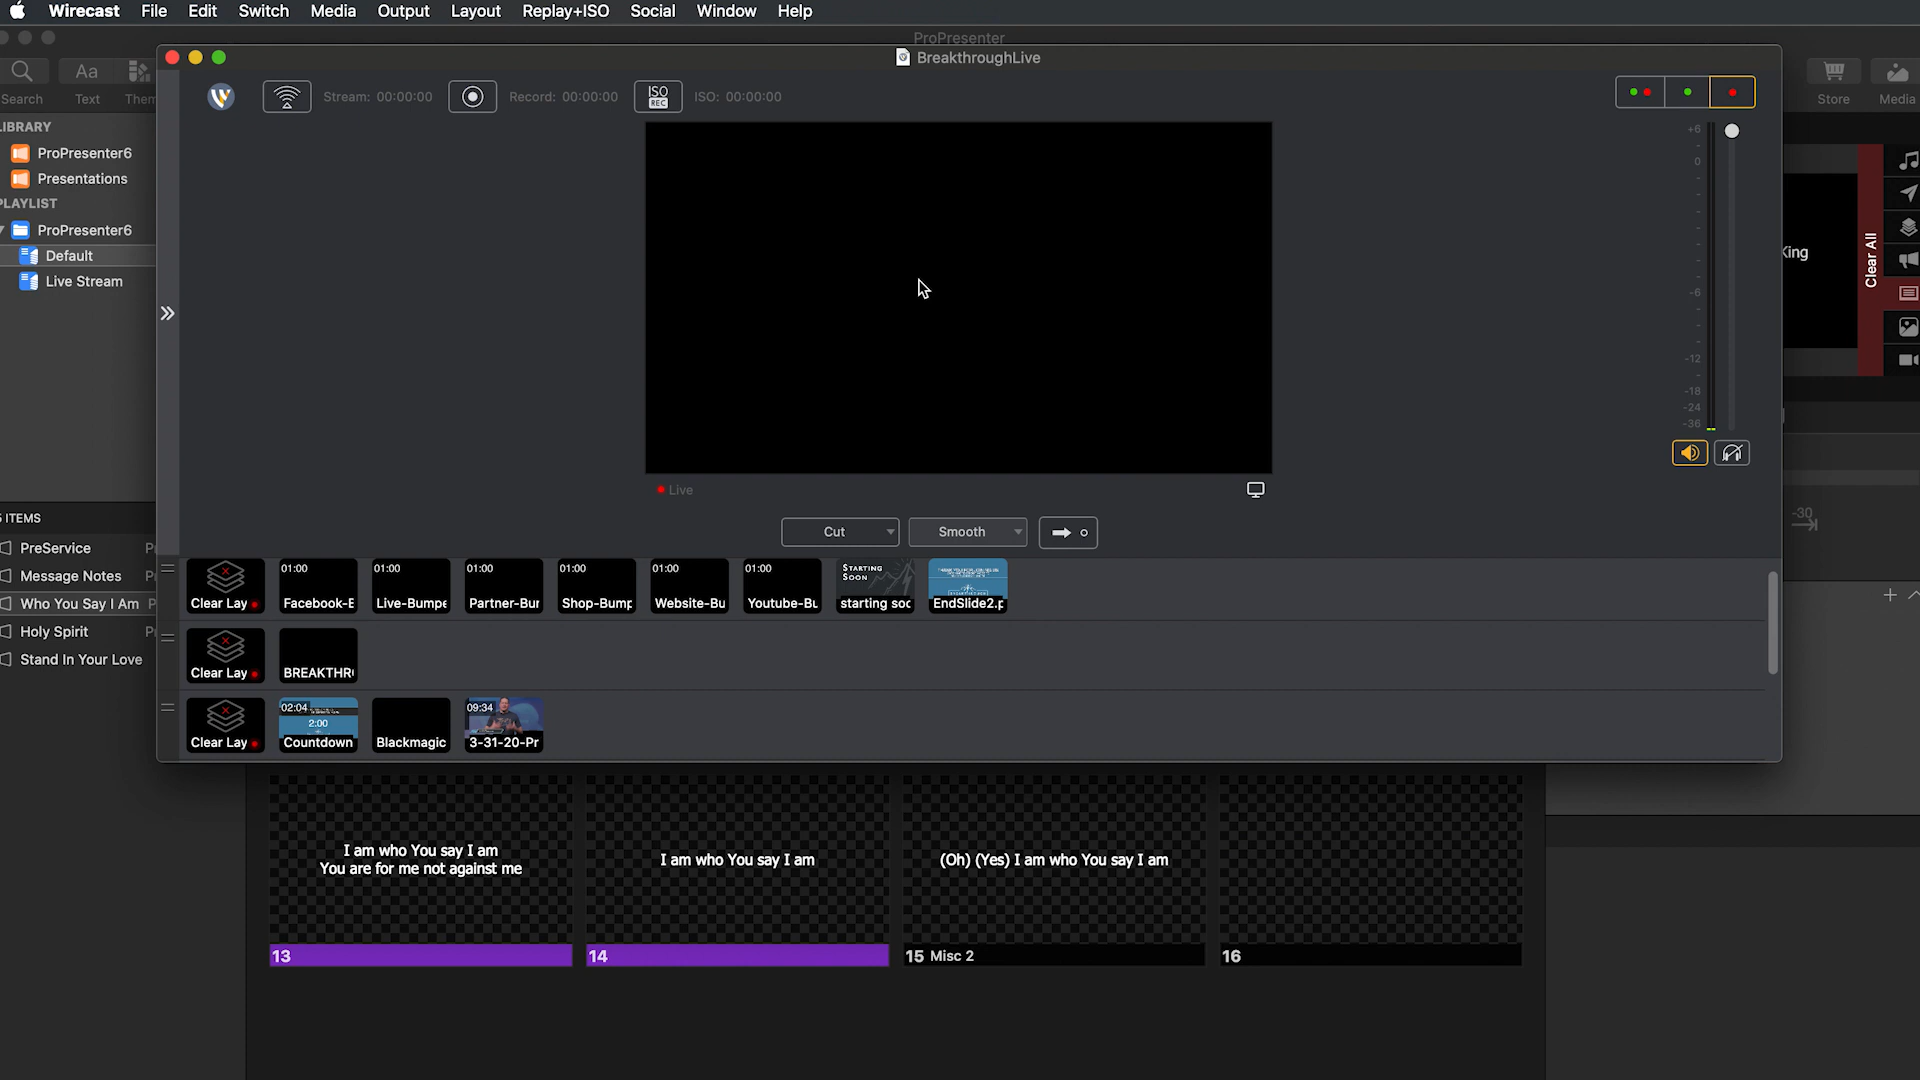 Wirecast File Edit Switch Media Output Layout Replay+ISO Social Window Help
ProPresenter
BreakthroughLive
Search Text Store Media
Stream: 00:00:00 Record: 00:00:00 ISO REC ISO: 00:00:00
LIBRARY
ProPresenter6
Presentations
PLAYLIST
ProPresenter6
Default
Live Stream
+6
0
-6
-12
-18
-24
-36
King
Clear All
-30
Live
Cut Smooth
5 ITEMS
PreService
Message Notes
Who You Say I Am
Holy Spirit
Stand In Your Love
01:00 01:00 01:00 01:00 01:00 01:00 STARTING SOON
Clear Lay Facebook-E Live-Bumpe Partner-Bur Shop-Bump Website-Bu Youtube-Bu starting soc EndSlide2.p
Clear Lay BREAKTHR
02:04 2:00 09:34
Clear Lay Countdown Blackmagic 3-31-20-Pr
I am who You say I am
You are for me not against me
I am who You say I am
(Oh) (Yes) I am who You say I am
13 14 15 Misc 2 16